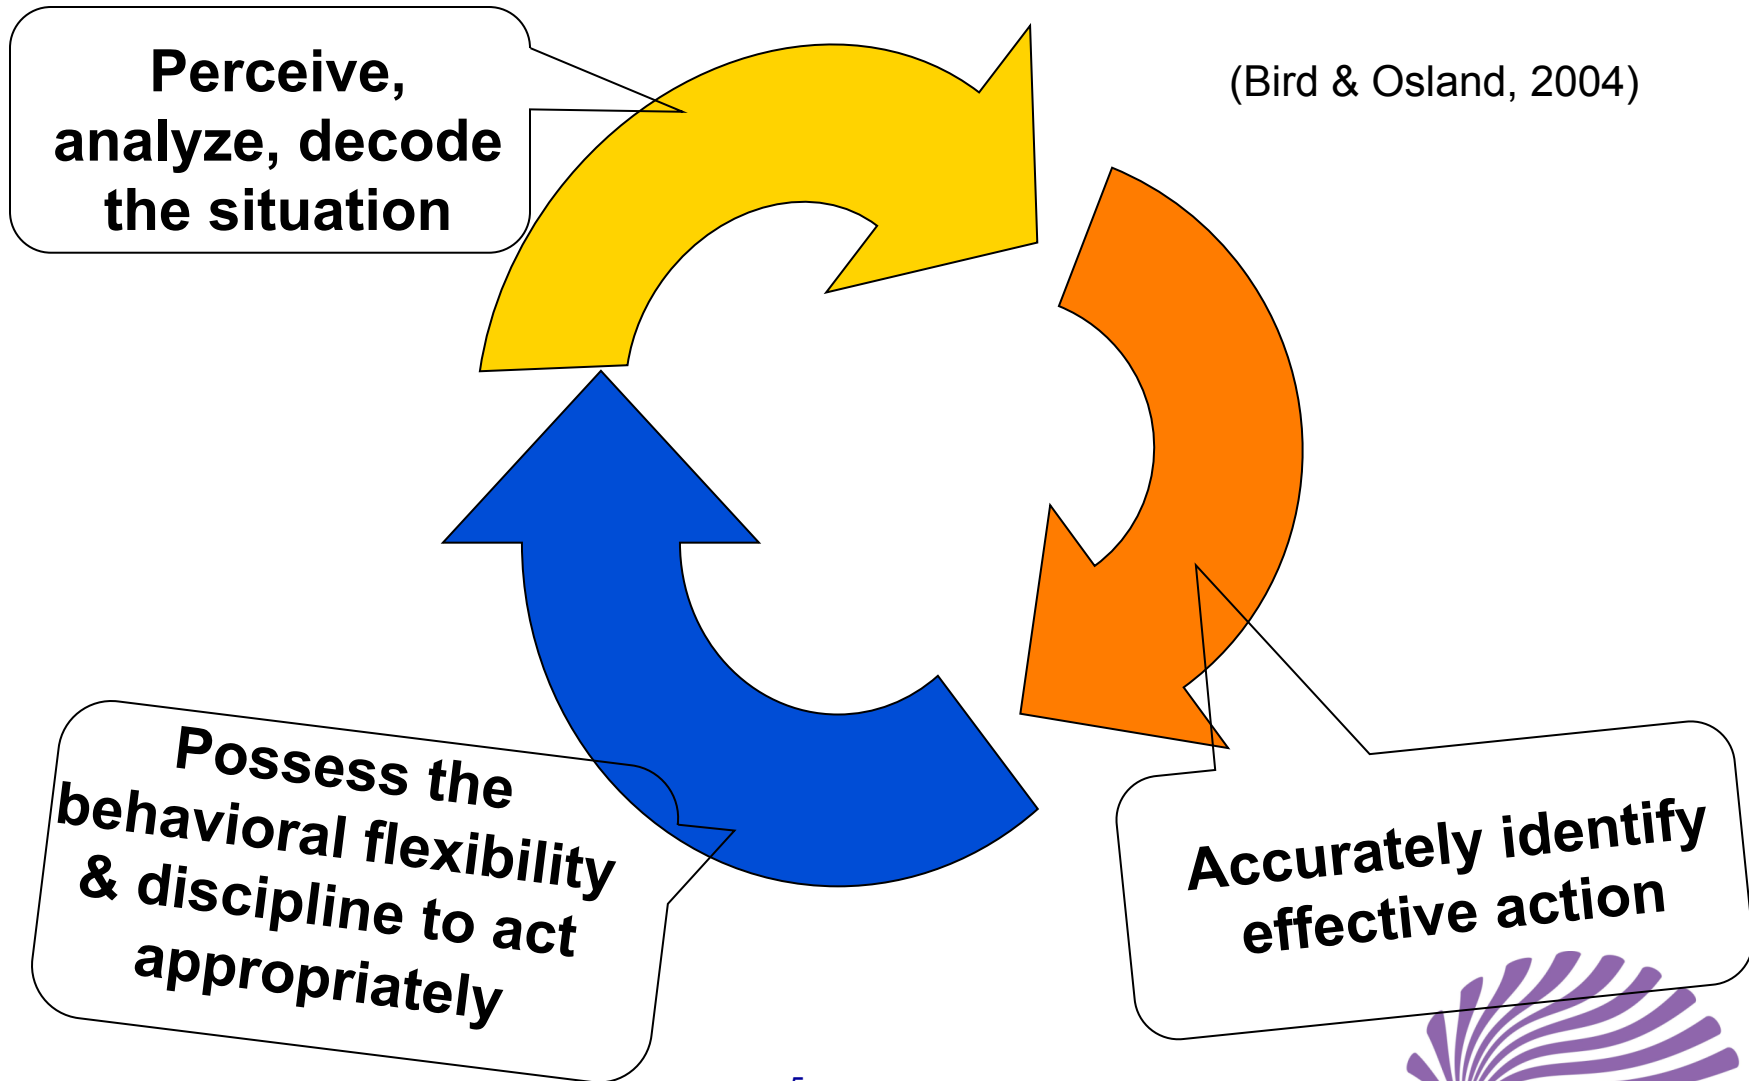 Perceive,
analyze, decode
the situation
(Bird & Osland, 2004)
Possess the
behavioral flexibility
& discipline to act
appropriately
Accurately identify
effective action